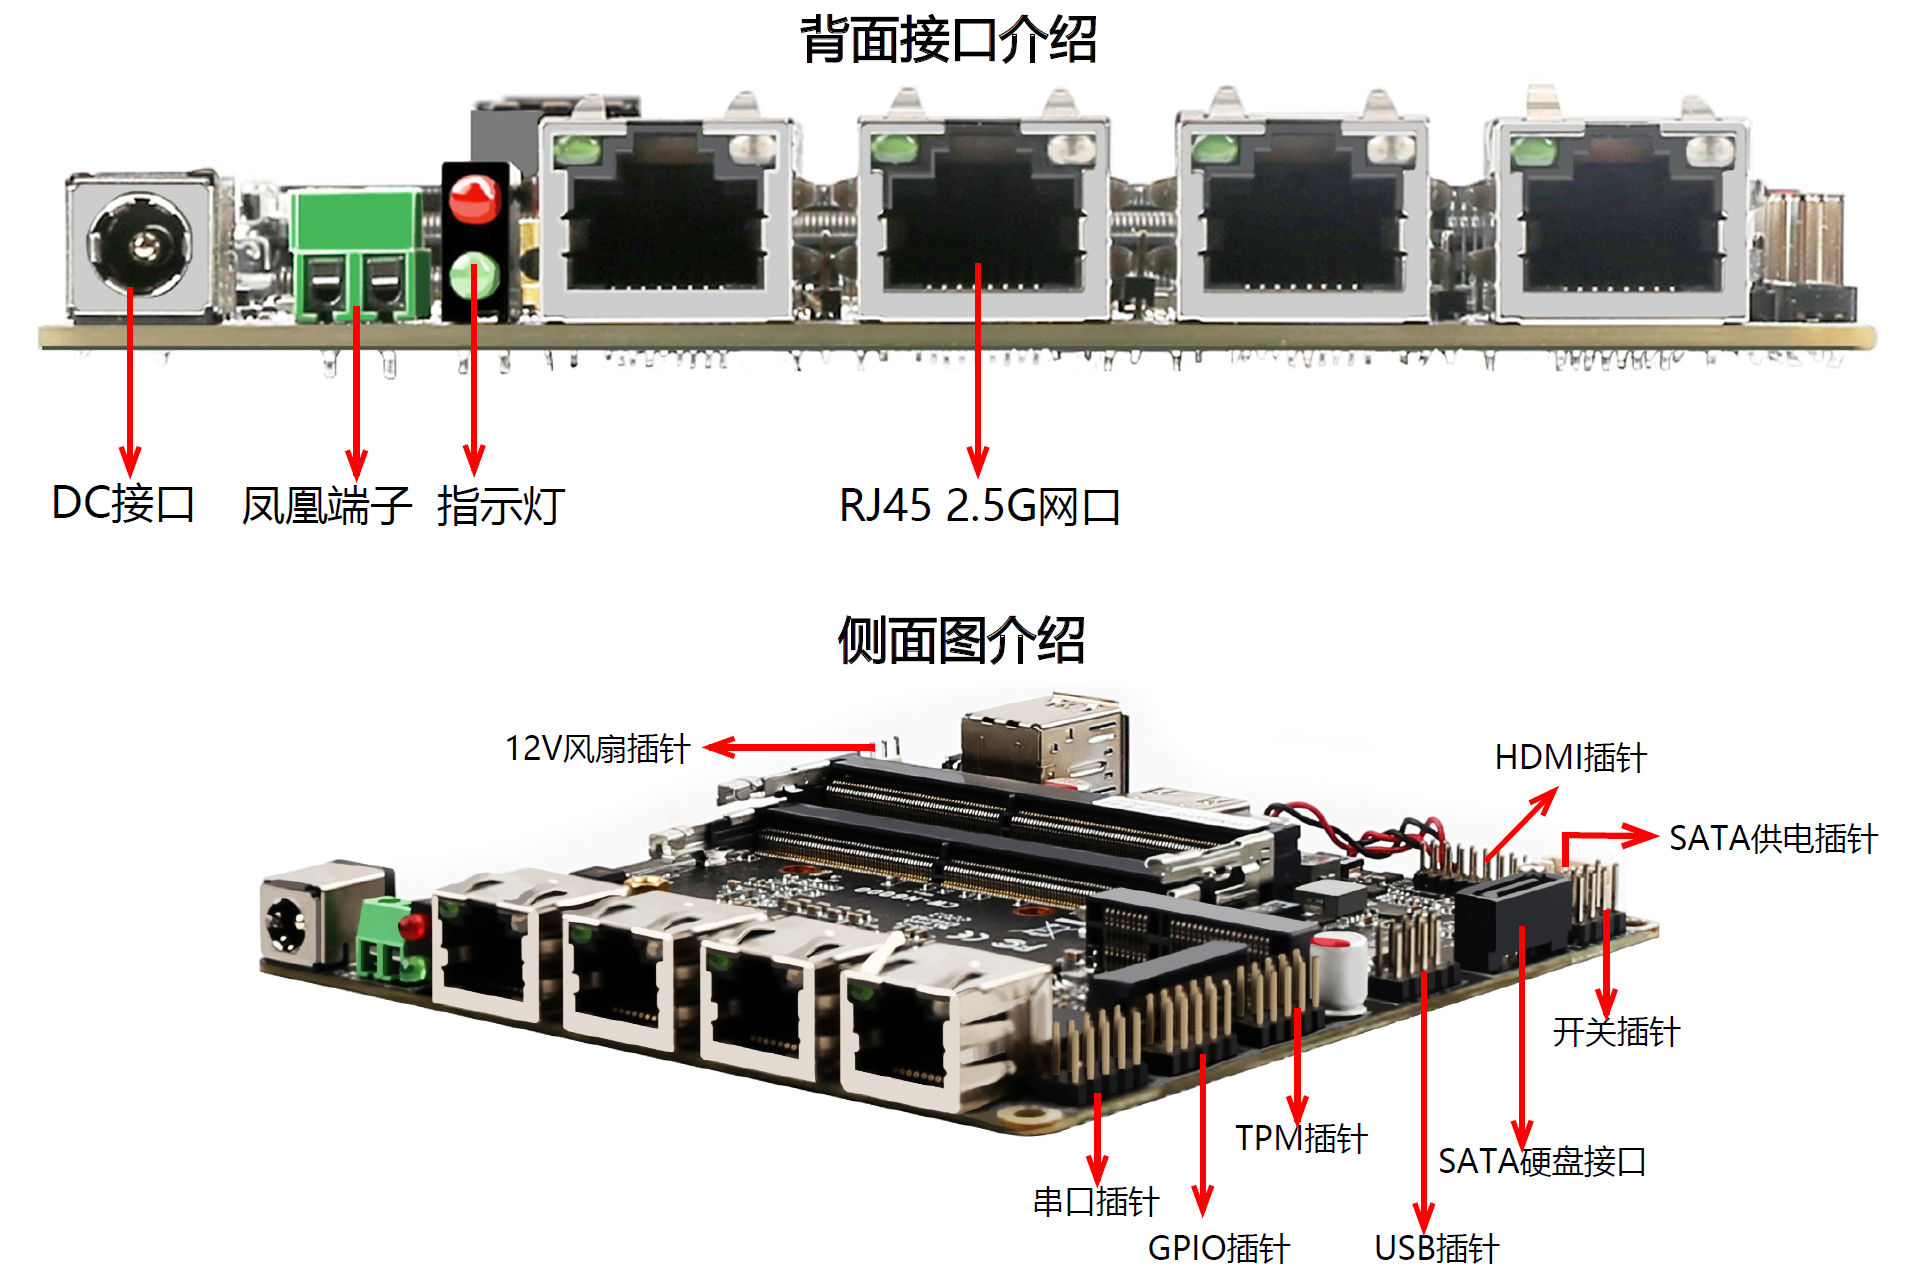 背面接口介绍
DC接口
凤凰端子
指示灯
RJ45 2.5G网口
侧面图介绍
12V风扇插针
HDMI插针
SATA供电插针
开关插针
TPM插针
SATA硬盘接口
串口插针
GPIO插针
USB插针